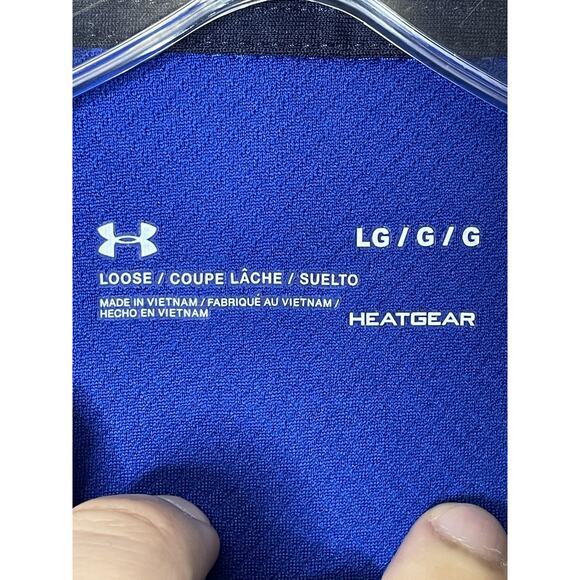 LG / G / G
LOOSE / COUPE LÂCHE / SUELTO
MADE IN VIETNAM / FABRIQUÉ AU VIETNAM /
HECHO EN VIETNAM
HEATGEAR